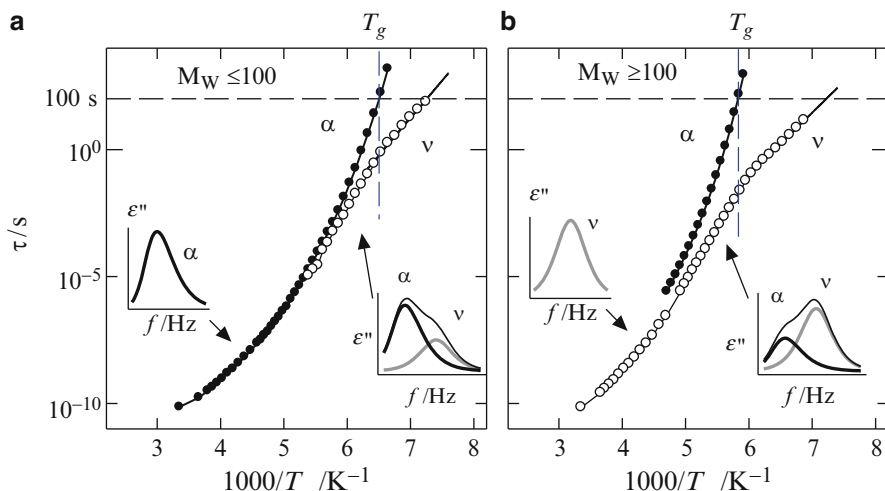 a
T_g
M_W ≤100
100 s
α
ν
10^0
τ/s
ε"
α
f/Hz
10^-5
α
ν
ε"
f/Hz
10^-10
3 4 5 6 7 8
1000/T /K^-1
b
T_g
M_W ≥100
α
ν
ε"
ν
f/Hz
α
ν
ε"
f/Hz
3 4 5 6 7 8
1000/T /K^-1